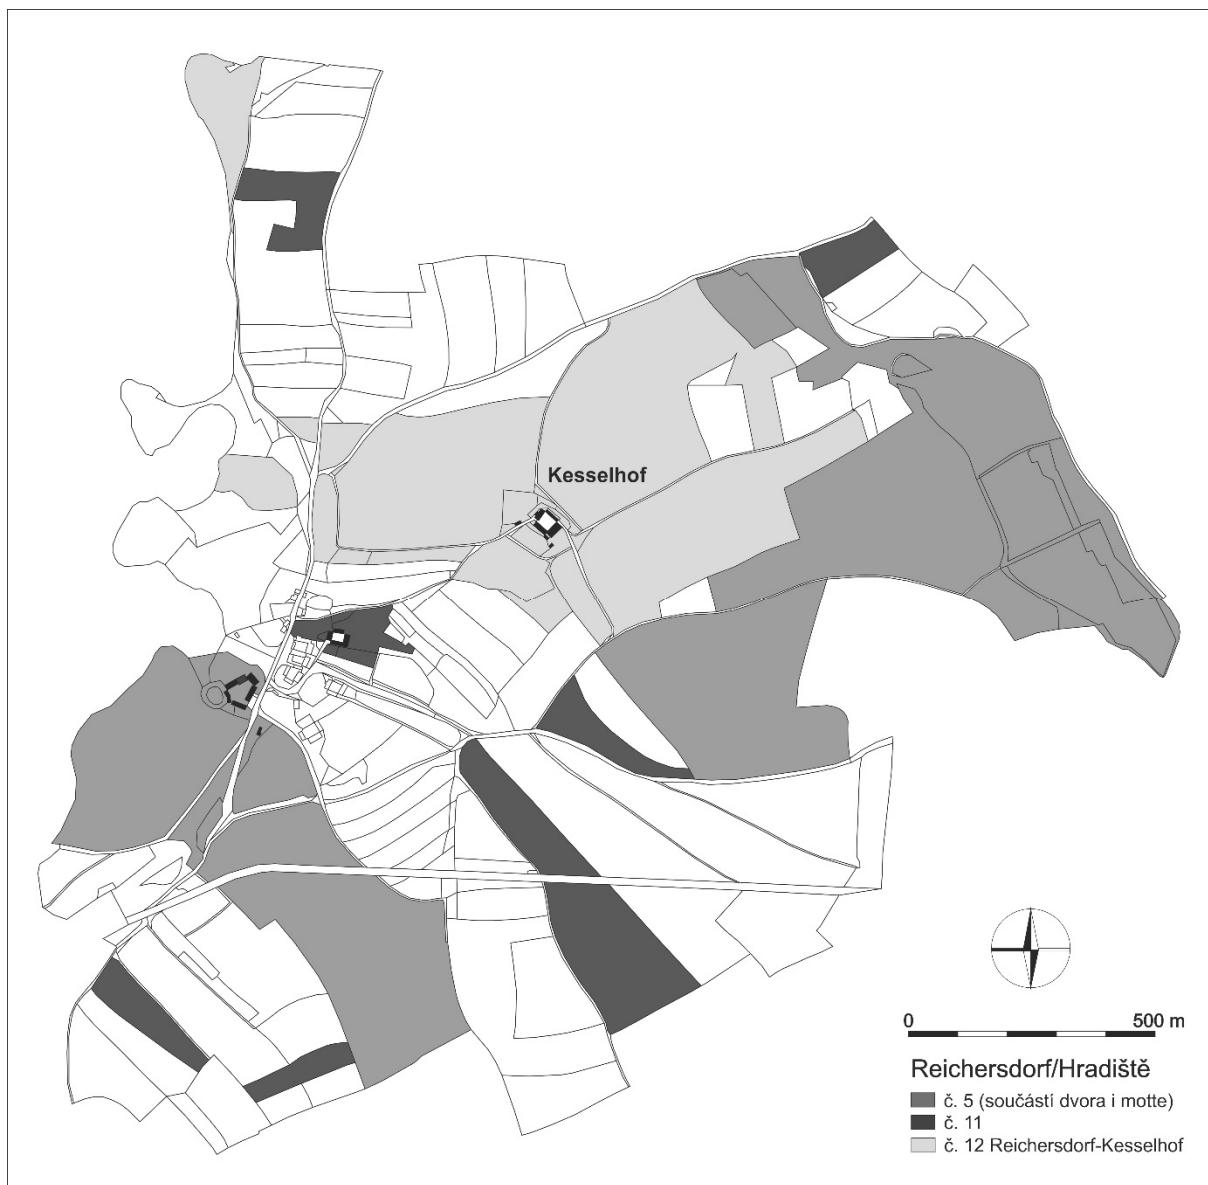 Kesselhof
0 500 m
Reichersdorf/Hradiště
č. 5 (součástí dvora i motte)
č. 11
č. 12 Reichersdorf-Kesselhof